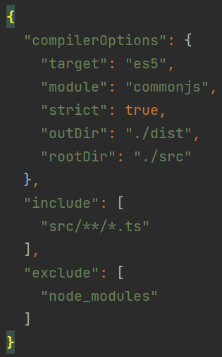 {
  "compilerOptions": {
    "target": "es5",
    "module": "commonjs",
    "strict": true,
    "outDir": "./dist",
    "rootDir": "./src"
  },
  "include": [
    "src/**/*.ts"
  ],
  "exclude": [
    "node_modules"
  ]
}